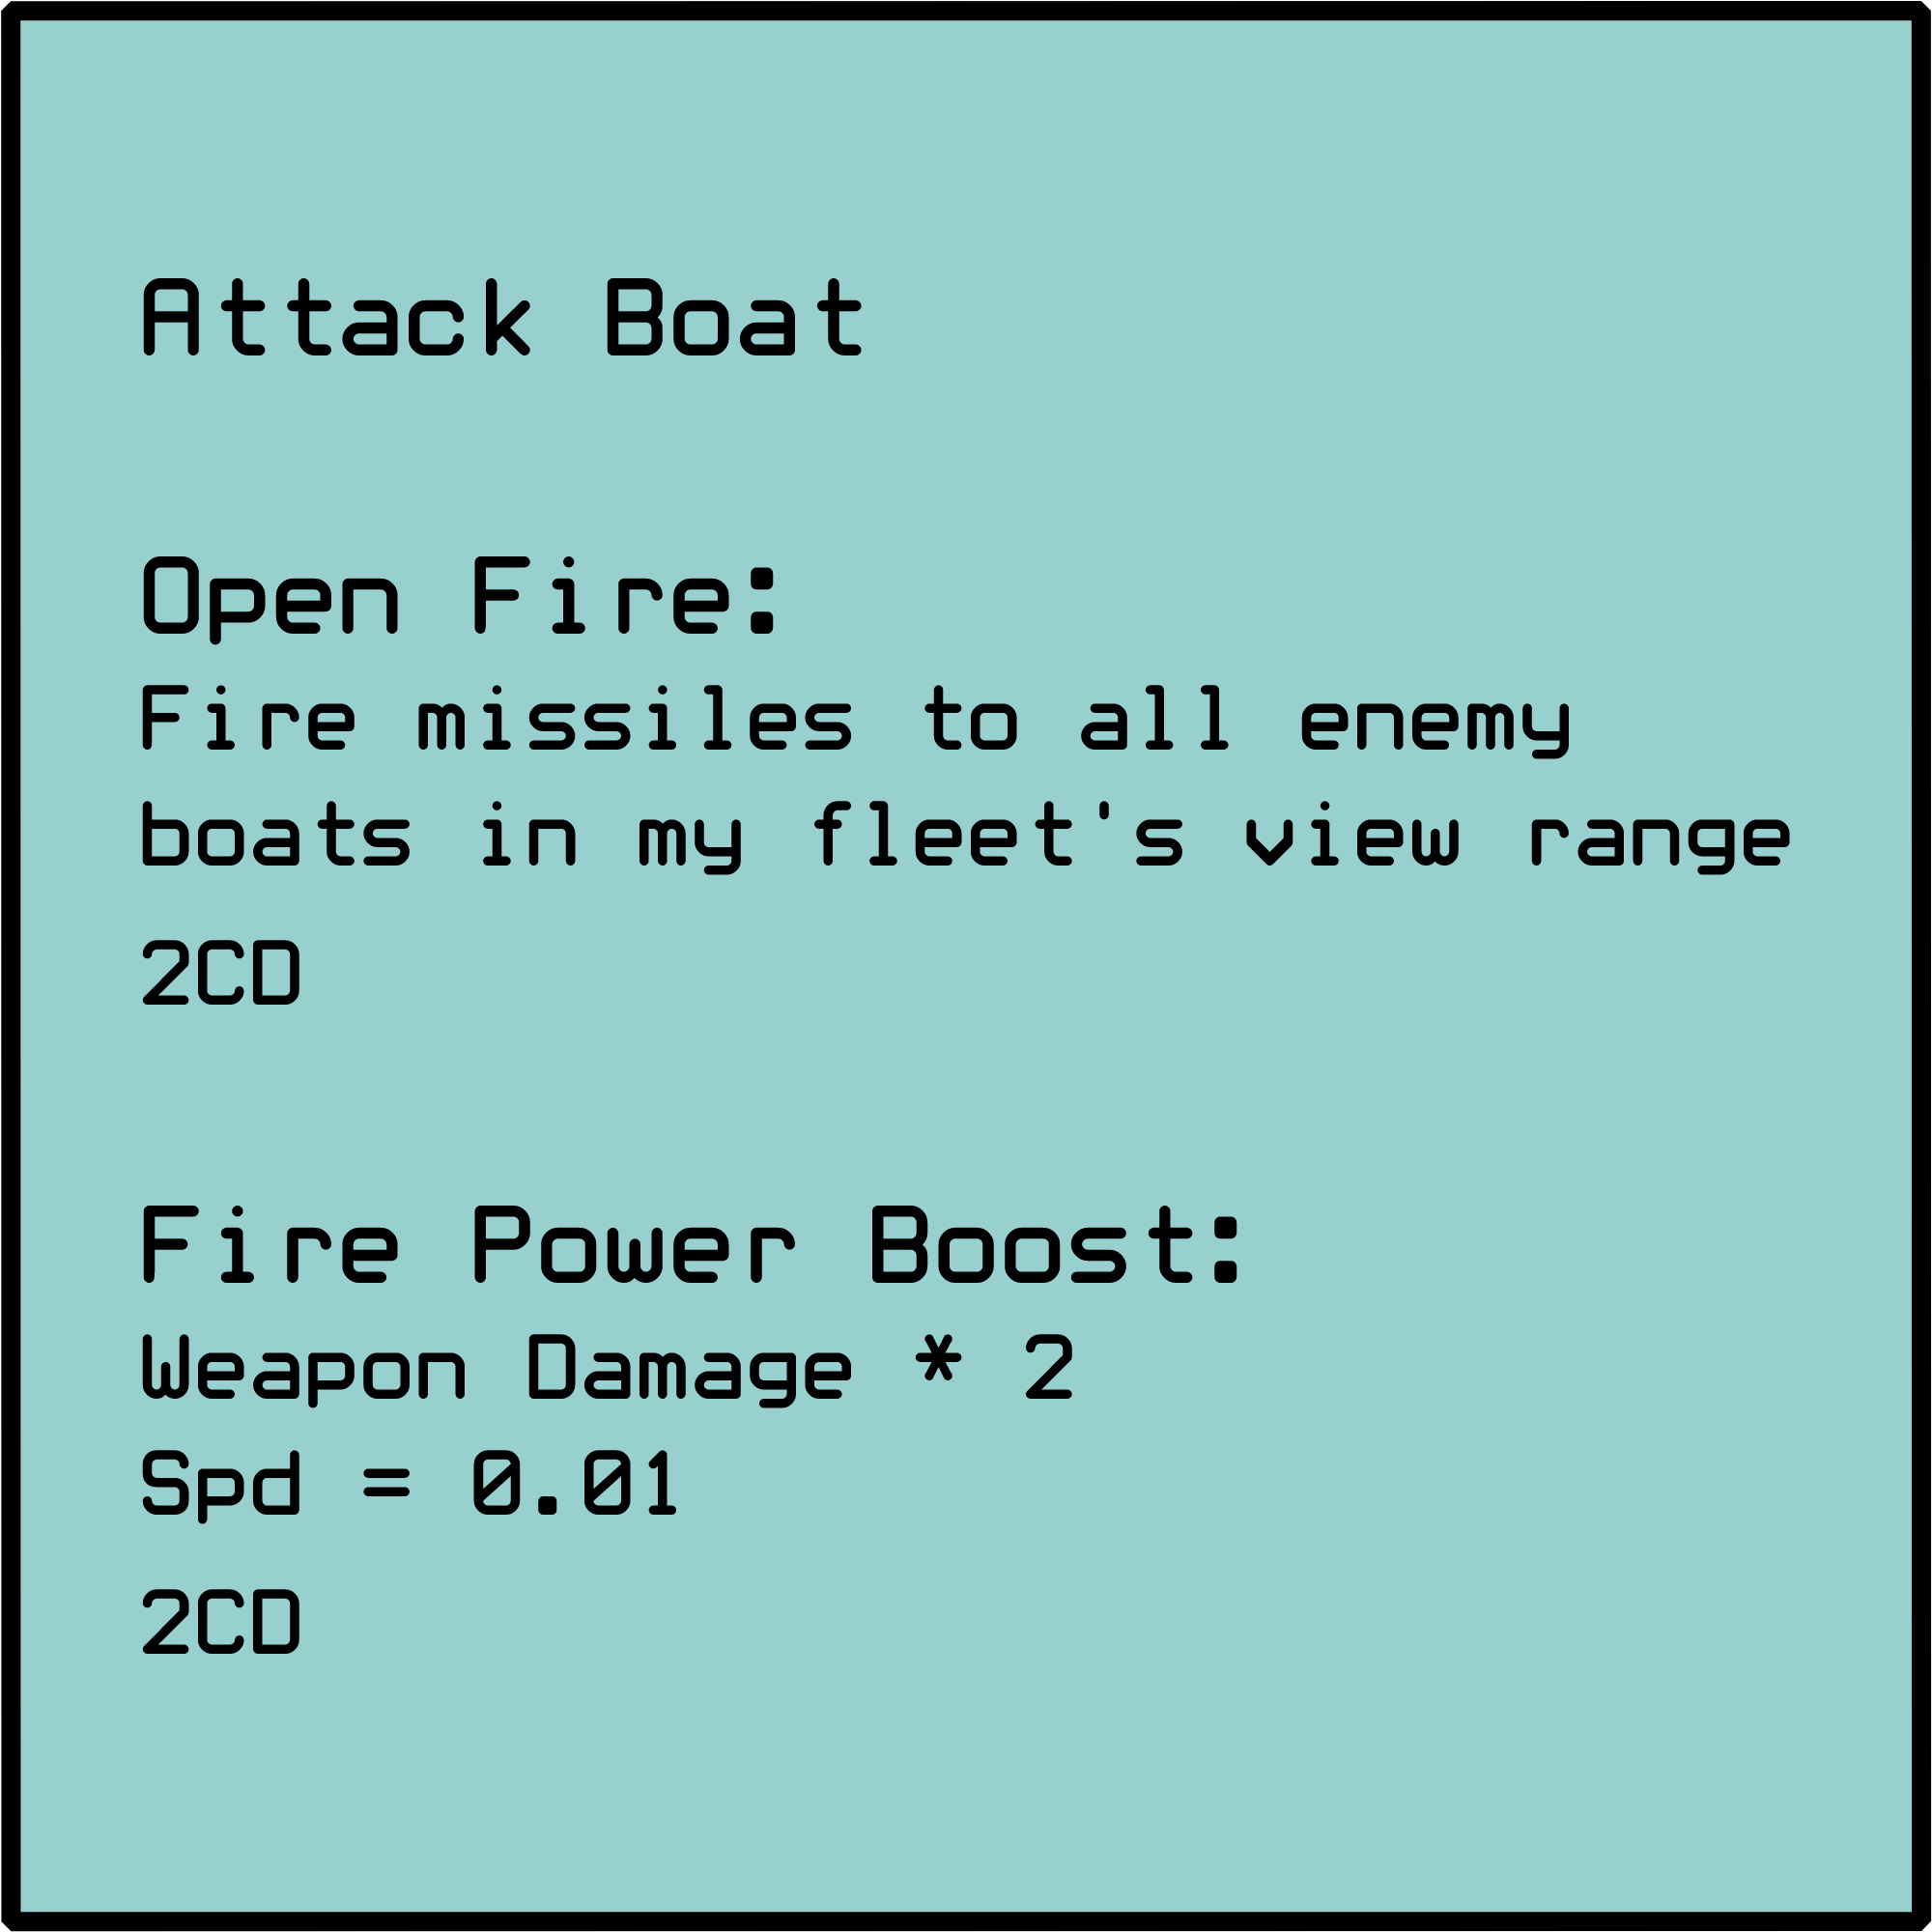 Attack Boat
Open Fire:
Fire missiles to all enemy
boats in my fleet's view range
2CD
Fire Power Boost:
Weapon Damage * 2
Spd = 0.01
2CD